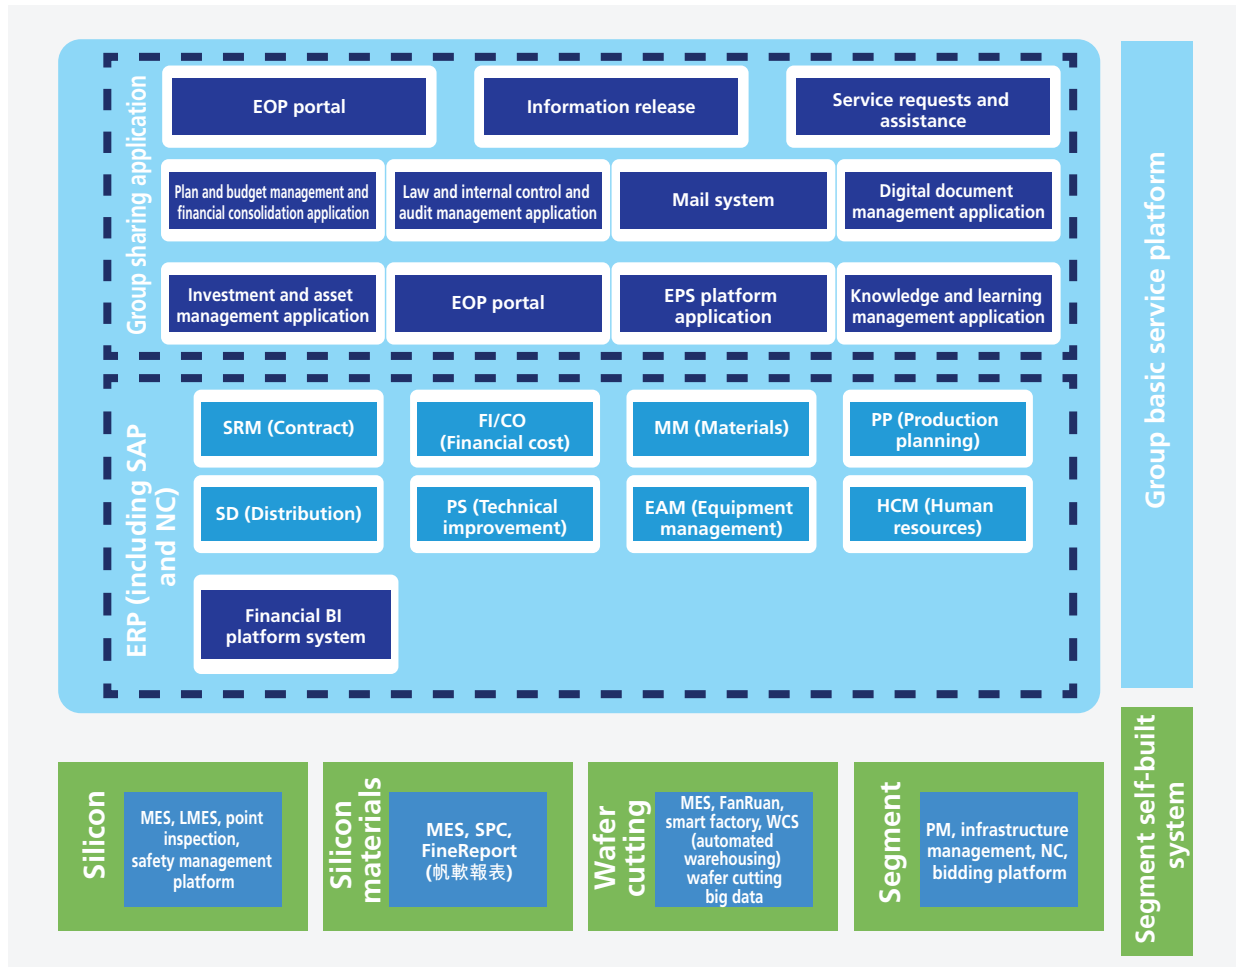 Group sharing application
EOP portal
Information release
Service requests and
assistance
Plan and budget management and
financial consolidation application
Law and internal control and
audit management application
Mail system
Digital document
management application
Investment and asset
management application
EOP portal
EPS platform
application
Knowledge and learning
management application
ERP (including SAP
and NC)
SRM (Contract)
FI/CO
(Financial cost)
MM (Materials)
PP (Production
planning)
SD (Distribution)
PS (Technical
improvement)
EAM (Equipment
management)
HCM (Human
resources)
Financial BI
platform system
Group basic service platform
Silicon
MES, LMES, point
inspection,
safety management
platform
Silicon
materials
MES, SPC,
FineReport
(帆軟報表)
Wafer
cutting
MES, FanRuan,
smart factory, WCS
(automated
warehousing)
wafer cutting
big data
Segment
PM, infrastructure
management, NC,
bidding platform
Segment self-built
system